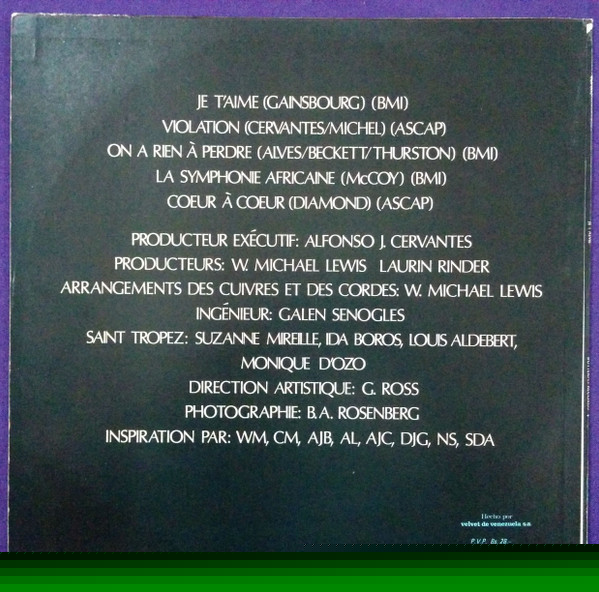 JE T'AIME (GAINSBOURG) (BMI)
VIOLATION (CERVANTES/MICHEL) (ASCAP)
ON A RIEN À PERDRE (ALVES/BECKETT/THURSTON) (BMI)
LA SYMPHONIE AFRICAINE (McCOY) (BMI)
COEUR À COEUR (DIAMOND) (ASCAP)
PRODUCTEUR EXÉCUTIF: ALFONSO J. CERVANTES
PRODUCTEURS: W. MICHAEL LEWIS LAURIN RINDER
ARRANGEMENTS DES CUIVRES ET DES CORDES: W. MICHAEL LEWIS
INGÉNIEUR: GALEN SENOGLES
SAINT TROPEZ: SUZANNE MIREILLE, IDA BOROS, LOUIS ALDEBERT,
MONIQUE D'OZO
DIRECTION ARTISTIQUE: G. ROSS
PHOTOGRAPHIE: B.A. ROSENBERG
INSPIRATION PAR: WM, CM, AJB, AL, AJC, DJG, NS, SDA
Hecho por
velvet de venezuela s.a.
P.V.P. Bs. 28.-